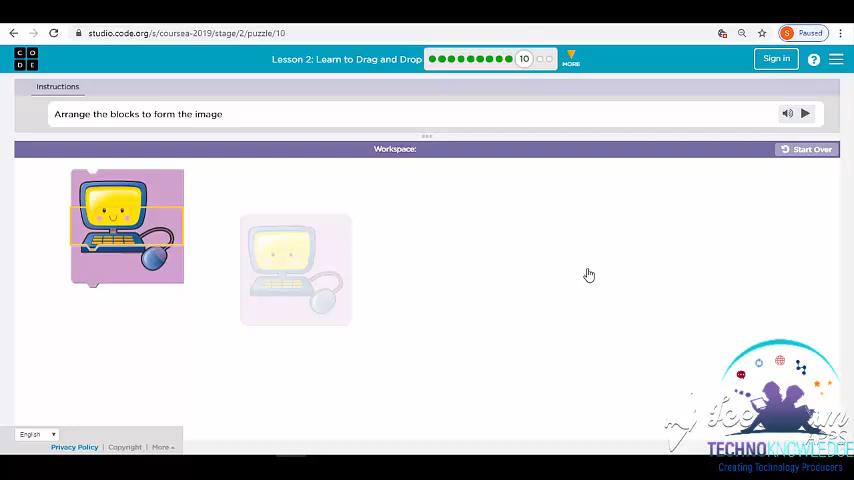 studio.code.org/s/coursea-2019/stage/2/puzzle/10
S
Paused
C O
D E
Lesson 2: Learn to Drag and Drop
10
MORE
Sign in
?
Instructions
Arrange the blocks to form the image
Workspace:
Start Over
English
Privacy Policy | Copyright | More
TECHNOKNOWLEDGE
Creating Technology Producers